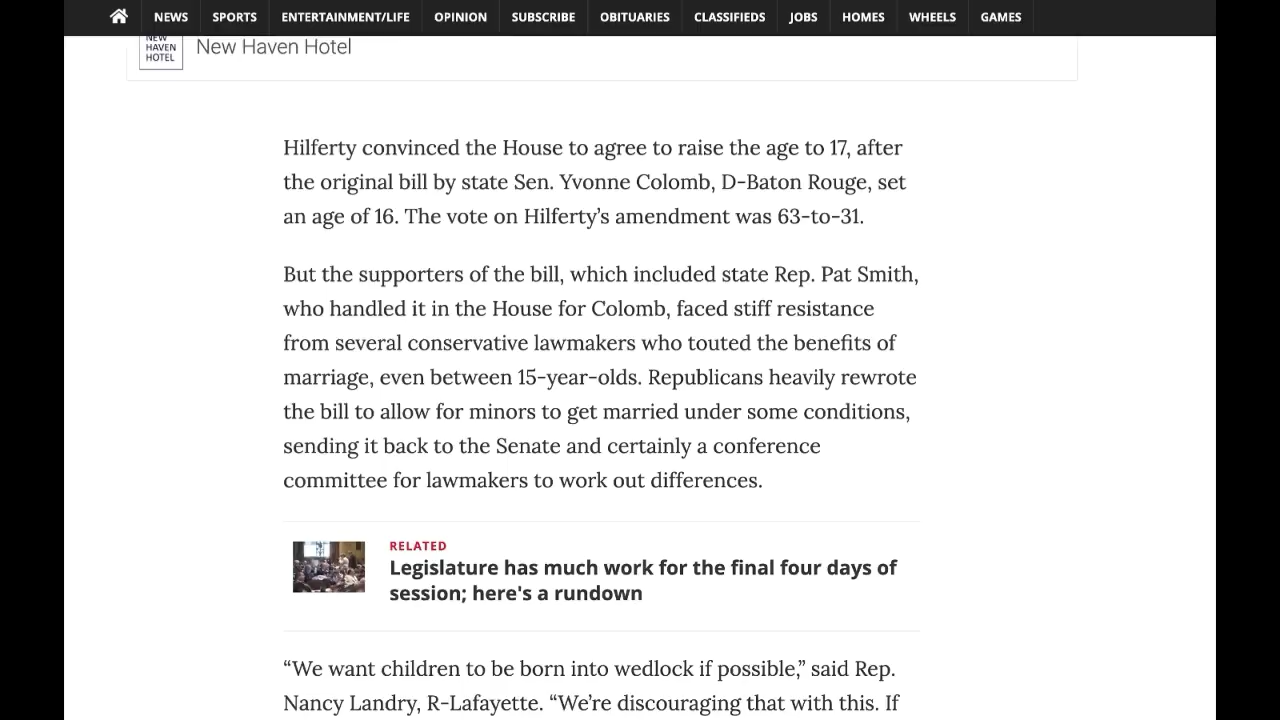 NEWS SPORTS ENTERTAINMENT/LIFE OPINION SUBSCRIBE OBITUARIES CLASSIFIEDS JOBS HOMES WHEELS GAMES
NEW
HAVEN
HOTEL
New Haven Hotel
Hilferty convinced the House to agree to raise the age to 17, after
the original bill by state Sen. Yvonne Colomb, D-Baton Rouge, set
an age of 16. The vote on Hilferty’s amendment was 63-to-31.
But the supporters of the bill, which included state Rep. Pat Smith,
who handled it in the House for Colomb, faced stiff resistance
from several conservative lawmakers who touted the benefits of
marriage, even between 15-year-olds. Republicans heavily rewrote
the bill to allow for minors to get married under some conditions,
sending it back to the Senate and certainly a conference
committee for lawmakers to work out differences.
RELATED
Legislature has much work for the final four days of
session; here's a rundown
“We want children to be born into wedlock if possible,” said Rep.
Nancy Landry, R-Lafayette. “We’re discouraging that with this. If